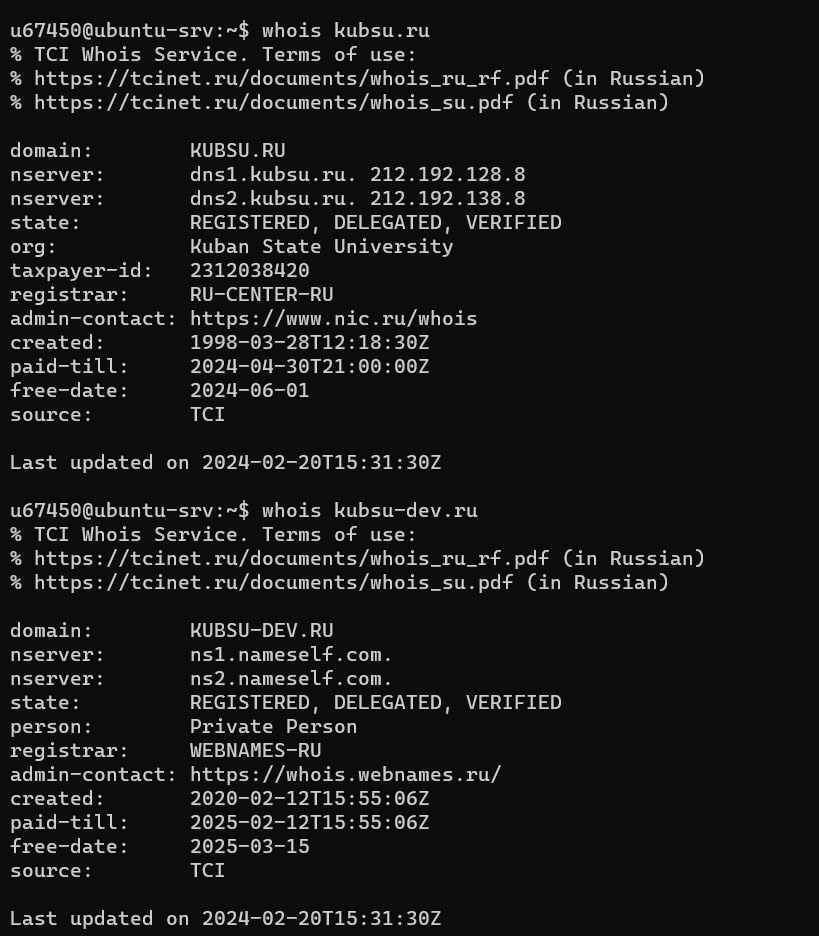 u67450@ubuntu-srv:~$ whois kubsu.ru
% TCI Whois Service. Terms of use:
% https://tcinet.ru/documents/whois_ru_rf.pdf (in Russian)
% https://tcinet.ru/documents/whois_su.pdf (in Russian)

domain:        KUBSU.RU
nserver:       dns1.kubsu.ru. 212.192.128.8
nserver:       dns2.kubsu.ru. 212.192.138.8
state:         REGISTERED, DELEGATED, VERIFIED
org:           Kuban State University
taxpayer-id:   2312038420
registrar:     RU-CENTER-RU
admin-contact: https://www.nic.ru/whois
created:       1998-03-28T12:18:30Z
paid-till:     2024-04-30T21:00:00Z
free-date:     2024-06-01
source:        TCI

Last updated on 2024-02-20T15:31:30Z

u67450@ubuntu-srv:~$ whois kubsu-dev.ru
% TCI Whois Service. Terms of use:
% https://tcinet.ru/documents/whois_ru_rf.pdf (in Russian)
% https://tcinet.ru/documents/whois_su.pdf (in Russian)

domain:        KUBSU-DEV.RU
nserver:       ns1.nameself.com.
nserver:       ns2.nameself.com.
state:         REGISTERED, DELEGATED, VERIFIED
person:        Private Person
registrar:     WEBNAMES-RU
admin-contact: https://whois.webnames.ru/
created:       2020-02-12T15:55:06Z
paid-till:     2025-02-12T15:55:06Z
free-date:     2025-03-15
source:        TCI

Last updated on 2024-02-20T15:31:30Z